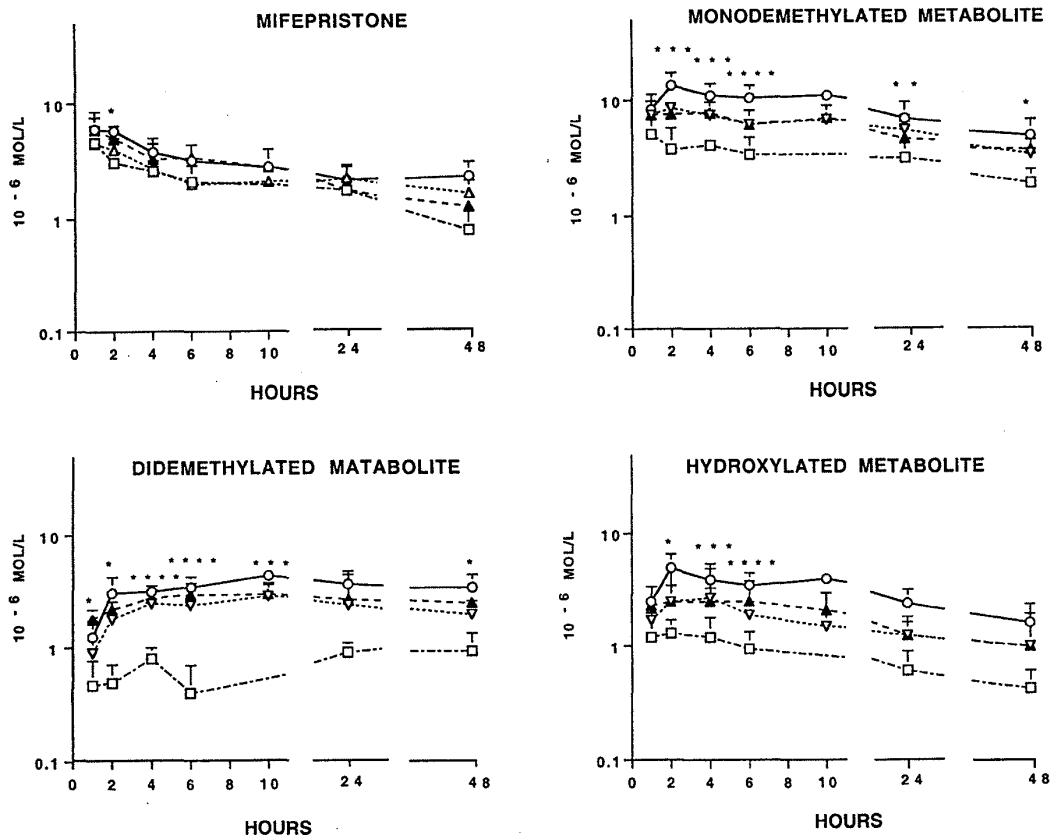 MIFEPRISTONE
10 - 6 MOL/L
10
1
0.1
0 2 4 6 8 10 24 48
HOURS
MONODEMETHYLATED METABOLITE
* * * * * * * * * * * * *
10 - 6 MOL/L
10
1
0.1
0 2 4 6 8 10 24 48
HOURS
DIDEMETHYLATED MATABOLITE
10 - 6 MOL/L
10
1
0.1
0 2 4 6 8 10 24 48
HOURS
HYDROXYLATED METABOLITE
10 - 6 MOL/L
10
1
0.1
0 2 4 6 8 10 24 48
HOURS